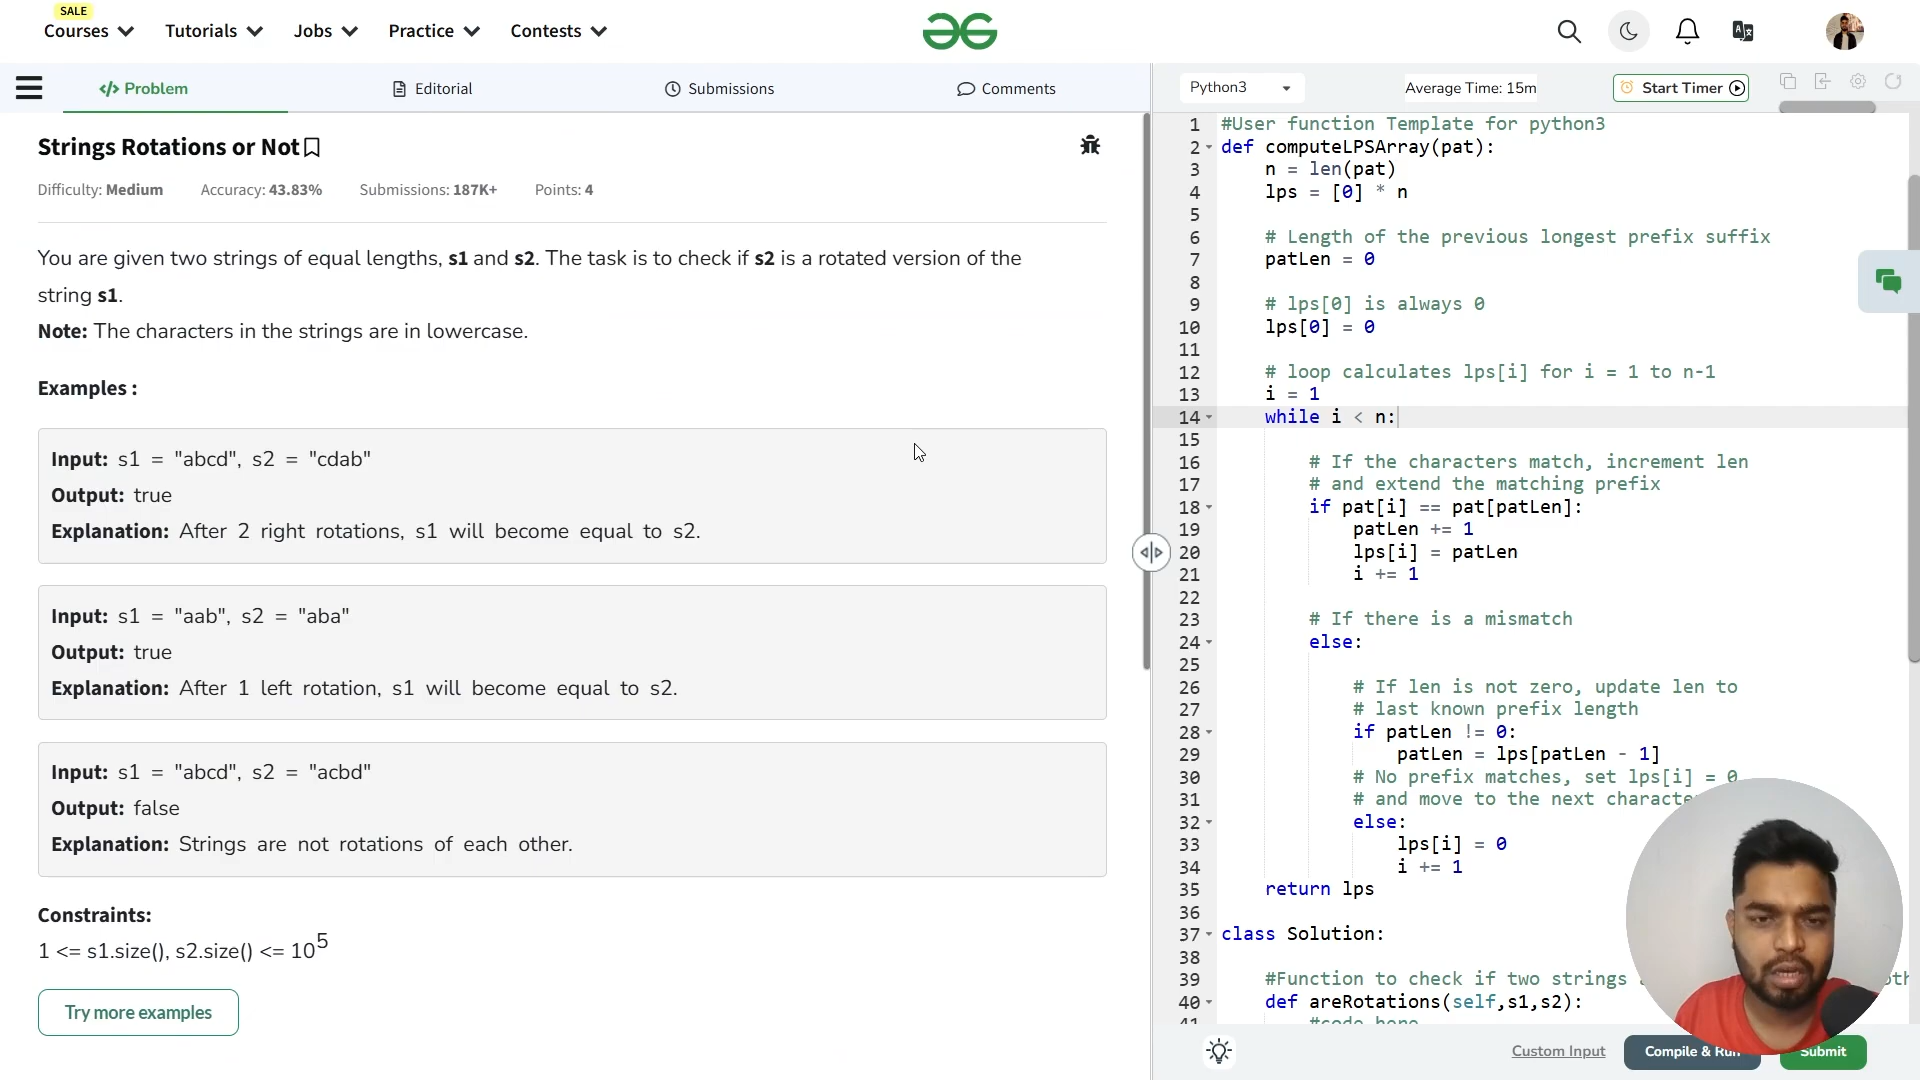 SALE
Courses
Tutorials
Jobs
Practice
Contests
Problem
Editorial
Submissions
Comments
Python3
Average Time: 15m
Start Timer
Strings Rotations or Not
Difficulty: Medium Accuracy: 43.83% Submissions: 187K+ Points: 4
You are given two strings of equal lengths, s1 and s2. The task is to check if s2 is a rotated version of the
string s1.
Note: The characters in the strings are in lowercase.
Examples :
Input: s1 = "abcd", s2 = "cdab"
Output: true
Explanation: After 2 right rotations, s1 will become equal to s2.
Input: s1 = "aab", s2 = "aba"
Output: true
Explanation: After 1 left rotation, s1 will become equal to s2.
Input: s1 = "abcd", s2 = "acbd"
Output: false
Explanation: Strings are not rotations of each other.
Constraints:
1 <= s1.size(), s2.size() <= 10^5
Try more examples
1 #User function Template for python3
2 def computeLPSArray(pat):
3 n = len(pat)
4 lps = [0] * n
5
6 # Length of the previous longest prefix suffix
7 patLen = 0
8
9 # lps[0] is always 0
10 lps[0] = 0
11
12 # loop calculates lps[i] for i = 1 to n-1
13 i = 1
14 while i < n:
15
16 # If the characters match, increment len
17 # and extend the matching prefix
18 if pat[i] == pat[patLen]:
19 patLen += 1
20 lps[i] = patLen
21 i += 1
22
23 # If there is a mismatch
24 else:
25
26 # If len is not zero, update len to
27 # last known prefix length
28 if patLen != 0:
29 patLen = lps[patLen - 1]
30 # No prefix matches, set lps[i] = 0
31 # and move to the next
32 else:
33 lps[i] = 0
34 i += 1
35 return lps
36
37 class Solution:
38
39 #Function to check if two strings
40 def areRotations(self,s1,s2):
41 #code here
Custom Input
Compile & Run
Submit